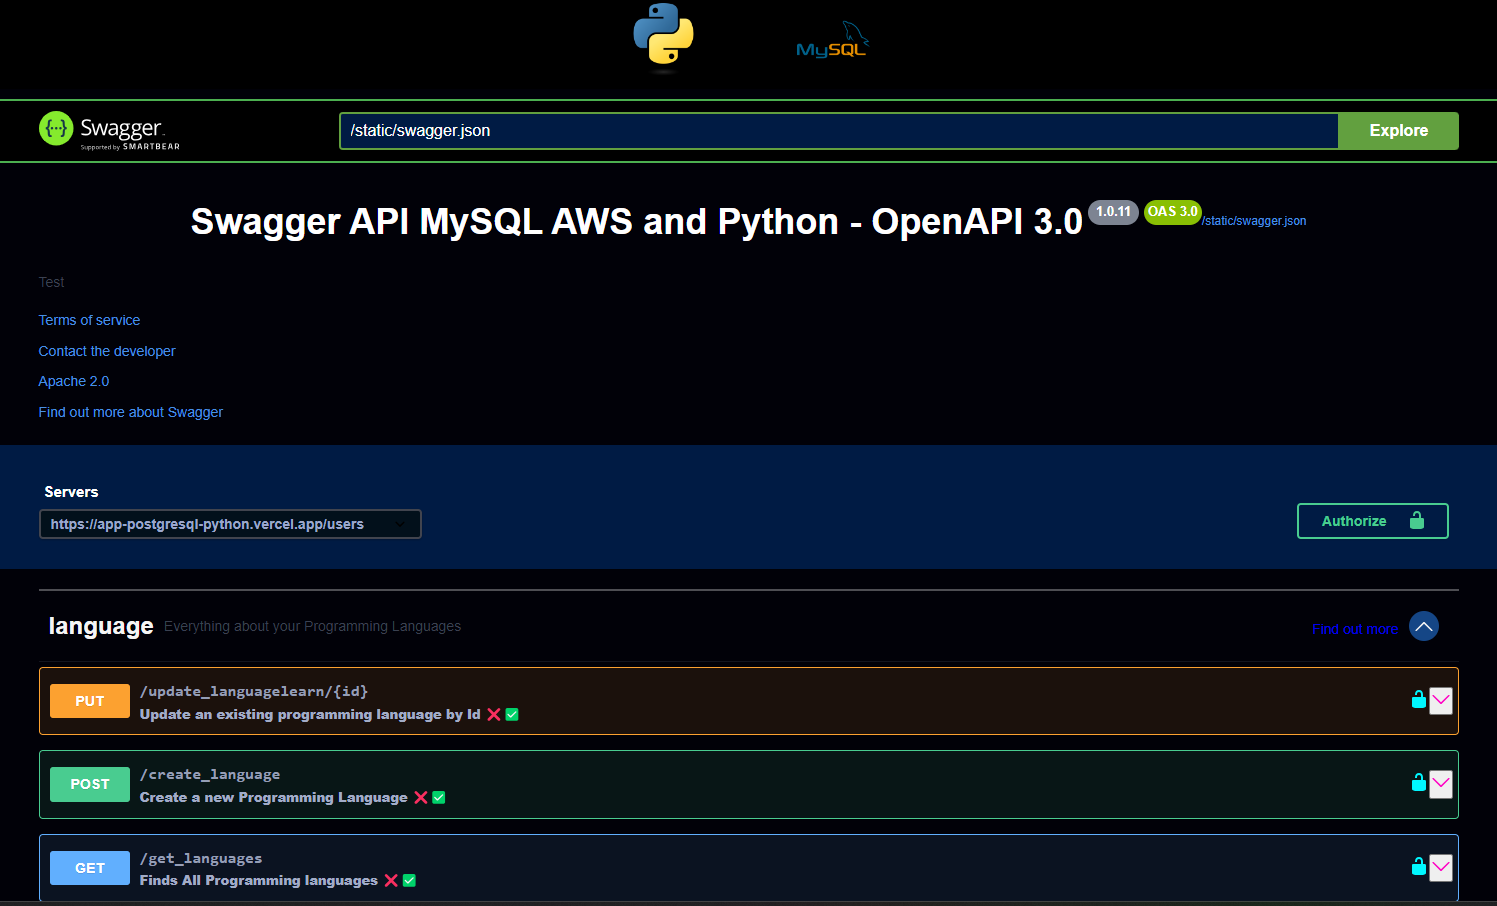 MySQL
{···} Swagger.
Supported by SMARTBEAR
/static/swagger.json
Explore
Swagger API MySQL AWS and Python - OpenAPI 3.0 1.0.11 OAS 3.0 /static/swagger.json
Test
Terms of service
Contact the developer
Apache 2.0
Find out more about Swagger
Servers
https://app-postgresql-python.vercel.app/users
Authorize
language Everything about your Programming Languages
Find out more
PUT
/update_languagelearn/{id}
Update an existing programming language by Id ❌✅
POST
/create_language
Create a new Programming Language ❌✅
GET
/get_languages
Finds All Programming languages ❌✅